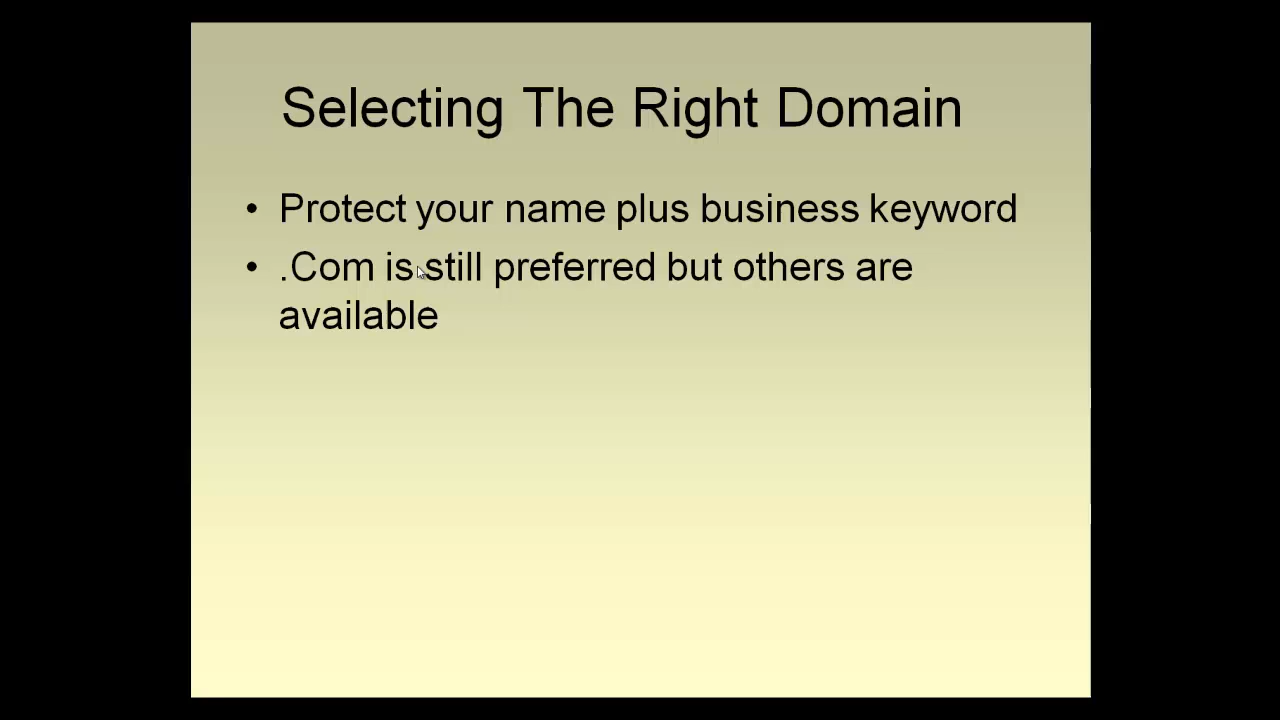 Selecting The Right Domain
• Protect your name plus business keyword
• .Com is still preferred but others are
available